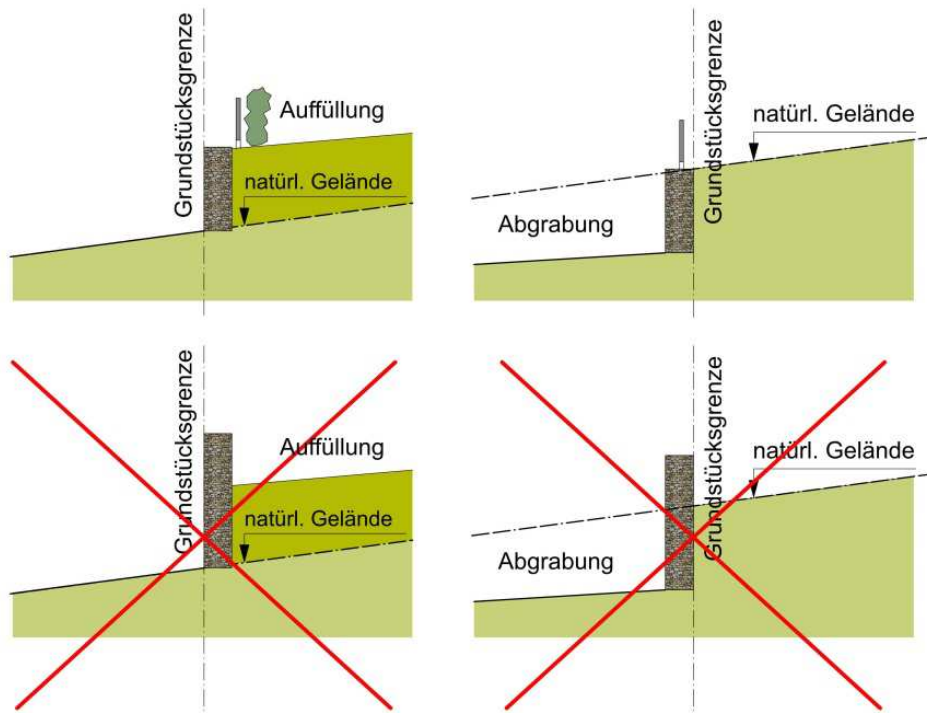 Grundstücksgrenze
Auffüllung
natürl. Gelände
Grundstücksgrenze
natürl. Gelände
Abgrabung
Grundstücksgrenze
Auffüllung
natürl. Gelände
Grundstücksgrenze
natürl. Gelände
Abgrabung